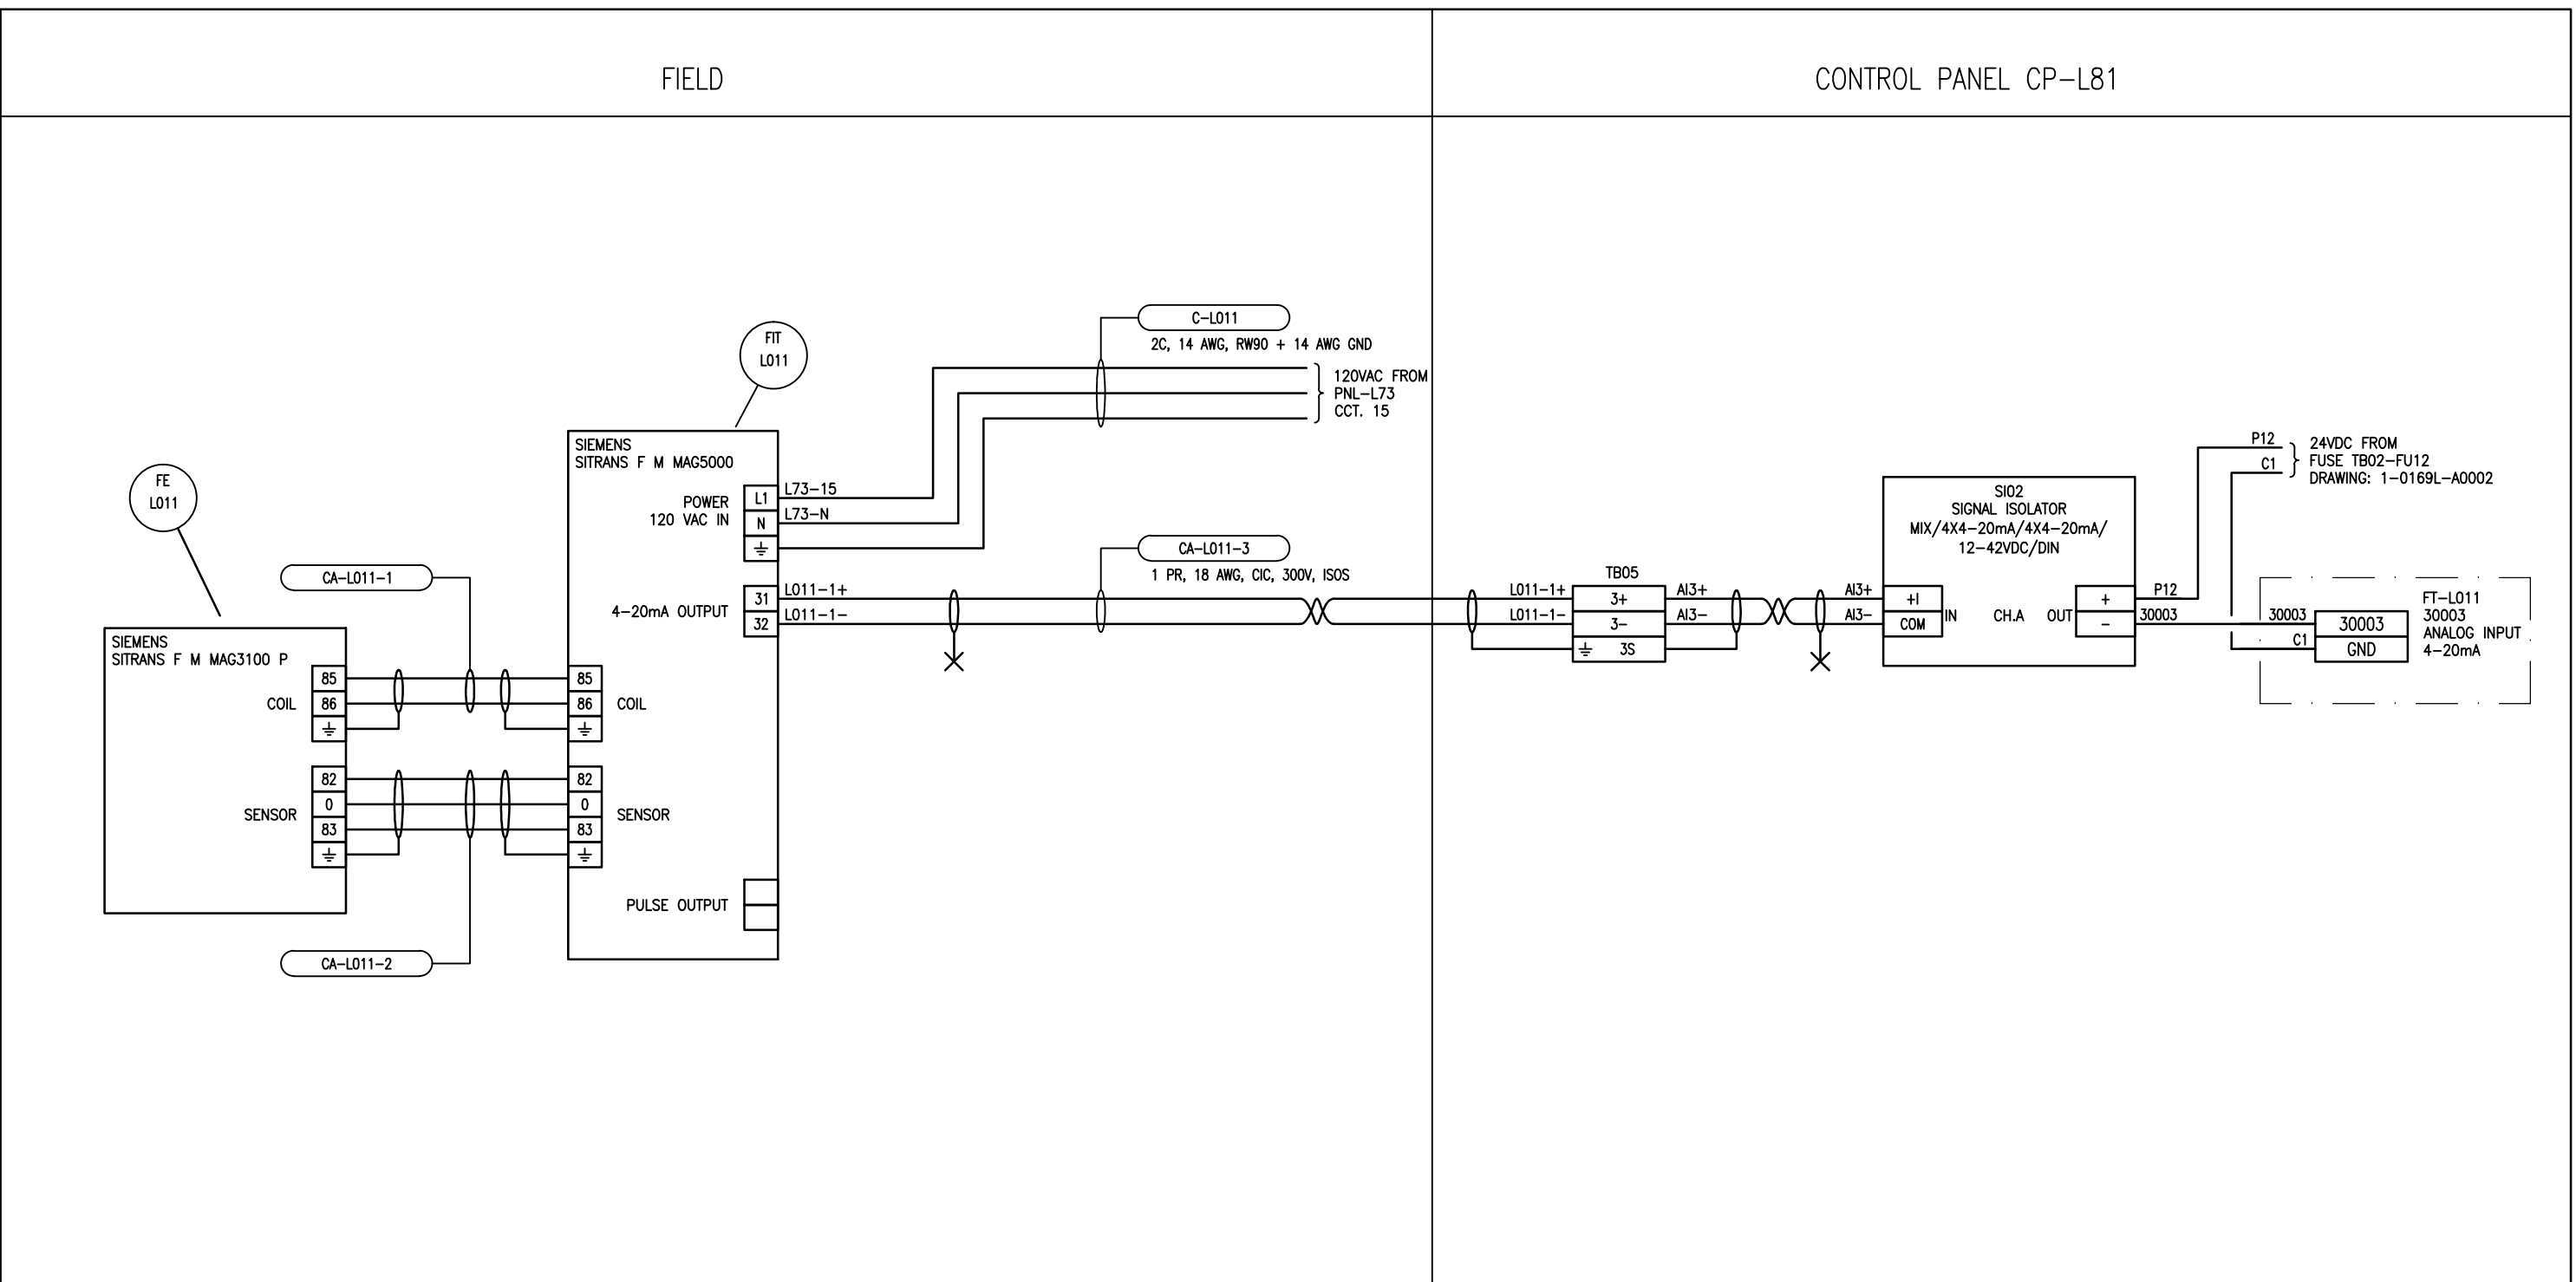 FIELD
CONTROL PANEL CP-L81
FE
L011
SIEMENS
SITRANS F M MAG3100 P
COIL
85
86
SENSOR
82
0
83
CA-L011-1
CA-L011-2
FIT
L011
SIEMENS
SITRANS F M MAG5000
POWER
120 VAC IN
L1
N
L73-15
L73-N
4-20mA OUTPUT
31
32
L011-1+
L011-1-
85
86
COIL
82
0
83
SENSOR
PULSE OUTPUT
C-L011
2C, 14 AWG, RW90 + 14 AWG GND
120VAC FROM
PNL-L73
CCT. 15
CA-L011-3
1 PR, 18 AWG, CIC, 300V, ISOS
TB05
L011-1+
L011-1-
3+
3-
3S
AI3+
AI3-
AI3+
AI3-
SI02
SIGNAL ISOLATOR
MIX/4X4-20mA/4X4-20mA/
12-42VDC/DIN
+I
COM
IN
CH.A
OUT
+
-
P12
30003
P12
C1
24VDC FROM
FUSE TB02-FU12
DRAWING: 1-0169L-A0002
30003
C1
30003
GND
FT-L011
30003
ANALOG INPUT
4-20mA